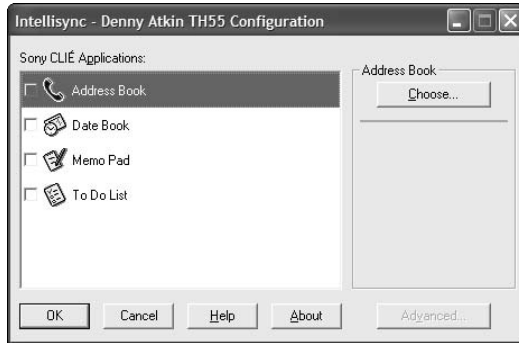 Intellisync - Denny Atkin TH55 Configuration
Sony CLIÉ Applications:
Address Book
Date Book
Memo Pad
To Do List
Address Book
Choose...
OK
Cancel
Help
About
Advanced...